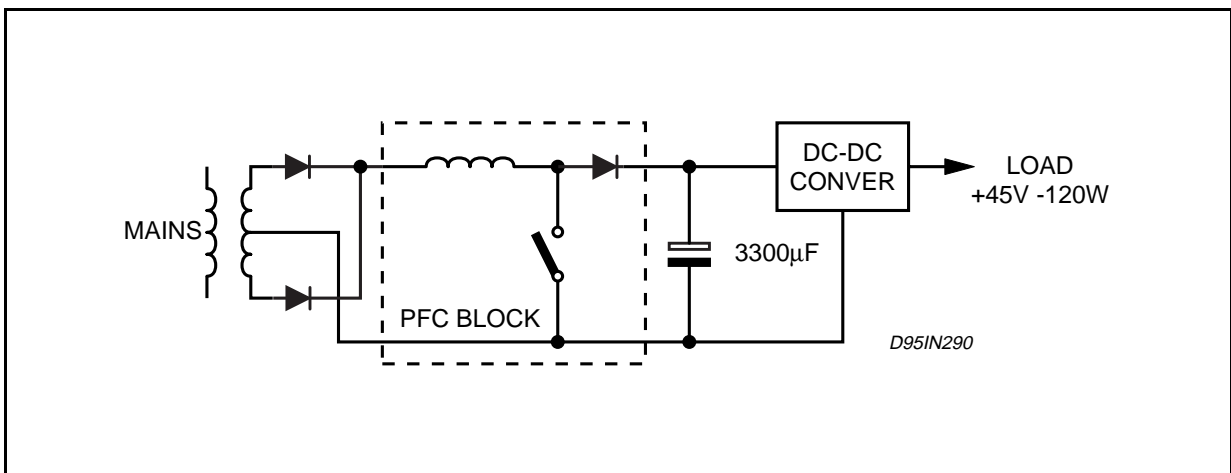 DC-DC
CONVER
LOAD
+45V -120W
MAINS
3300μF
PFC BLOCK
D95IN290